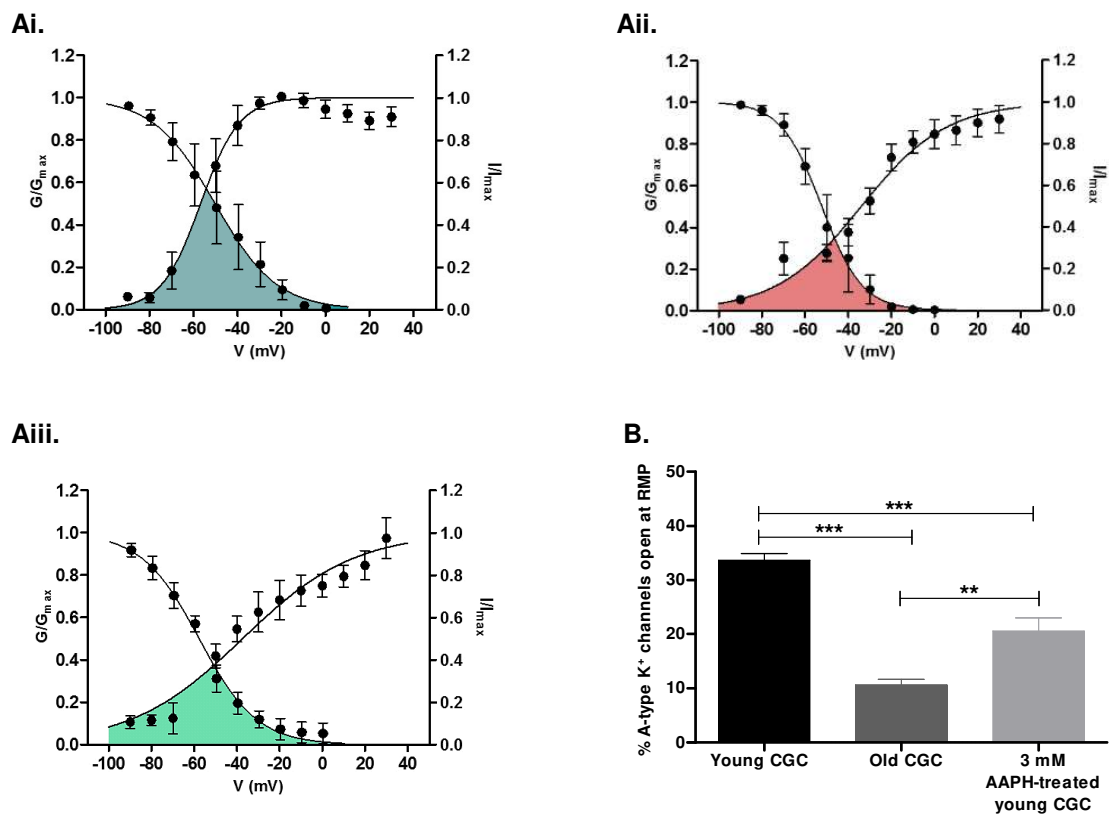 Ai.
1.2
1.0
0.8
0.6
0.4
0.2
0.0
G/Gmax
1.2
1.0
0.8
0.6
0.4
0.2
0.0
I/Imax
-100 -80 -60 -40 -20 0 20 40
V (mV)
Aii.
1.2
1.0
0.8
0.6
0.4
0.2
0.0
G/Gmax
1.2
1.0
0.8
0.6
0.4
0.2
0.0
I/Imax
-100 -80 -60 -40 -20 0 20 40
V (mV)
Aiii.
1.2
1.0
0.8
0.6
0.4
0.2
0.0
G/Gmax
1.2
1.0
0.8
0.6
0.4
0.2
0.0
I/Imax
-100 -80 -60 -40 -20 0 20 40
V (mV)
B.
% A-type K⁺ channels open at RMP
50
40
30
20
10
0
***
***
**
Young CGC Old CGC 3 mM
AAPH-treated
young CGC